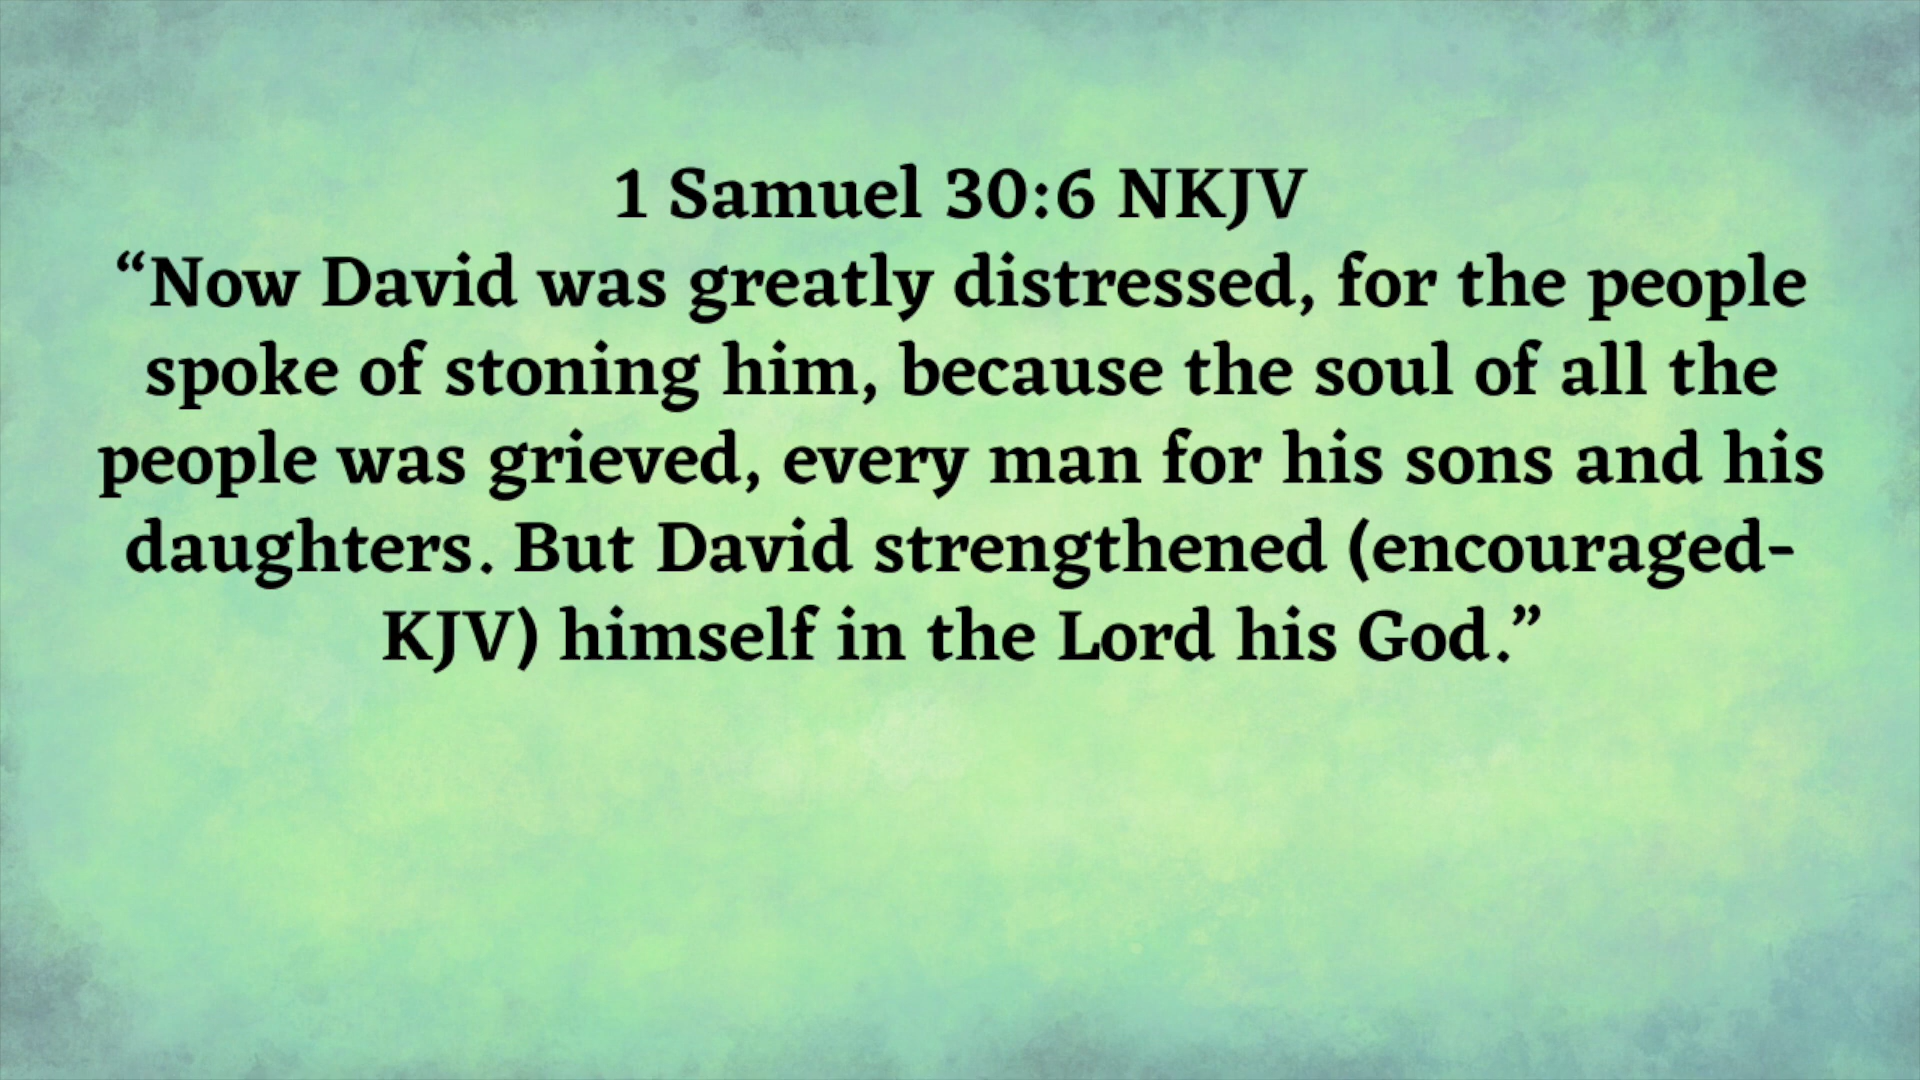 1 Samuel 30:6 NKJV
“Now David was greatly distressed, for the people
spoke of stoning him, because the soul of all the
people was grieved, every man for his sons and his
daughters. But David strengthened (encouraged-
KJV) himself in the Lord his God.”